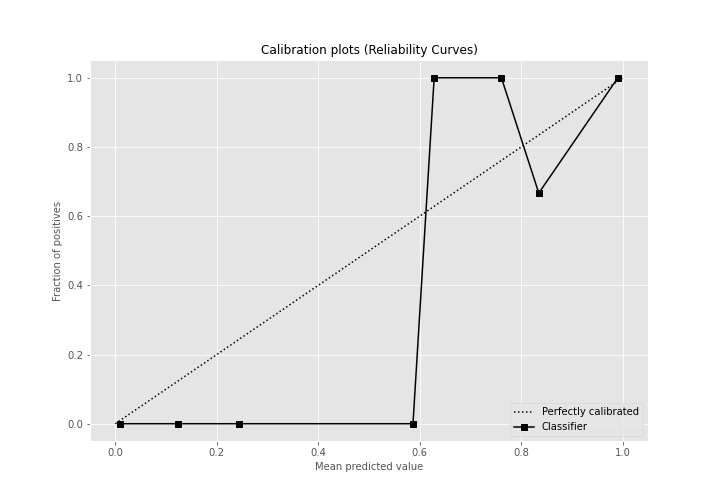 Calibration plots (Reliability Curves)
1.0
0.8
0.6
0.4
0.2
0.0
Fraction of positives
Perfectly calibrated
Classifier
0.0 0.2 0.4 0.6 0.8 1.0
Mean predicted value